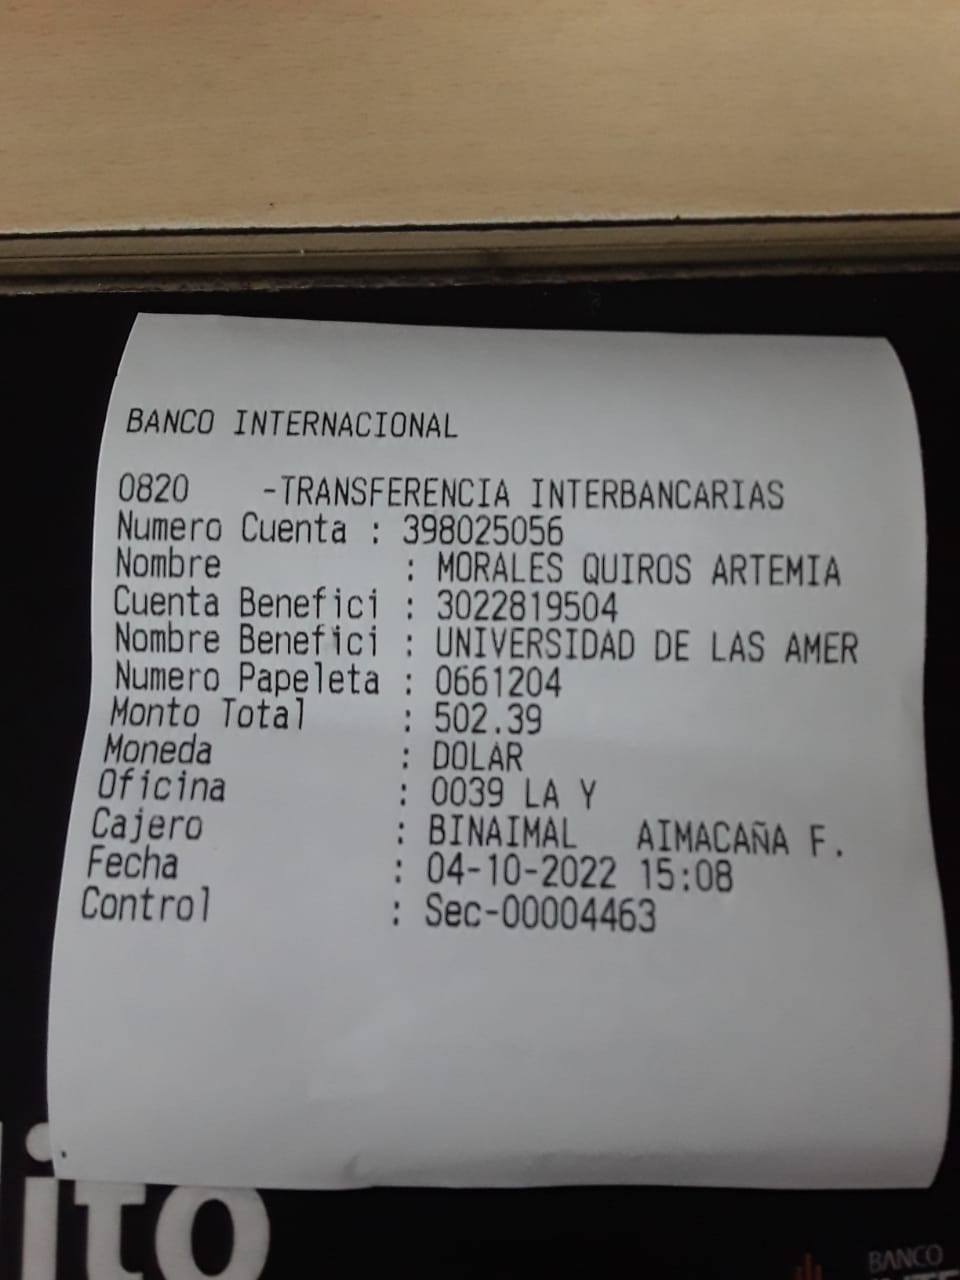 BANCO INTERNACIONAL
0820 -TRANSFERENCIA INTERBANCARIAS
Numero Cuenta : 398025056
Nombre : MORALES QUIROS ARTEMIA
Cuenta Benefici : 3022819504
Nombre Benefici : UNIVERSIDAD DE LAS AMER
Numero Papeleta : 0661204
Monto Total : 502.39
Moneda : DOLAR
Oficina : 0039 LA Y
Cajero : BINAIMAL AIMACAÑA F.
Fecha : 04-10-2022 15:08
Control : Sec-00004463
ito
BANCO